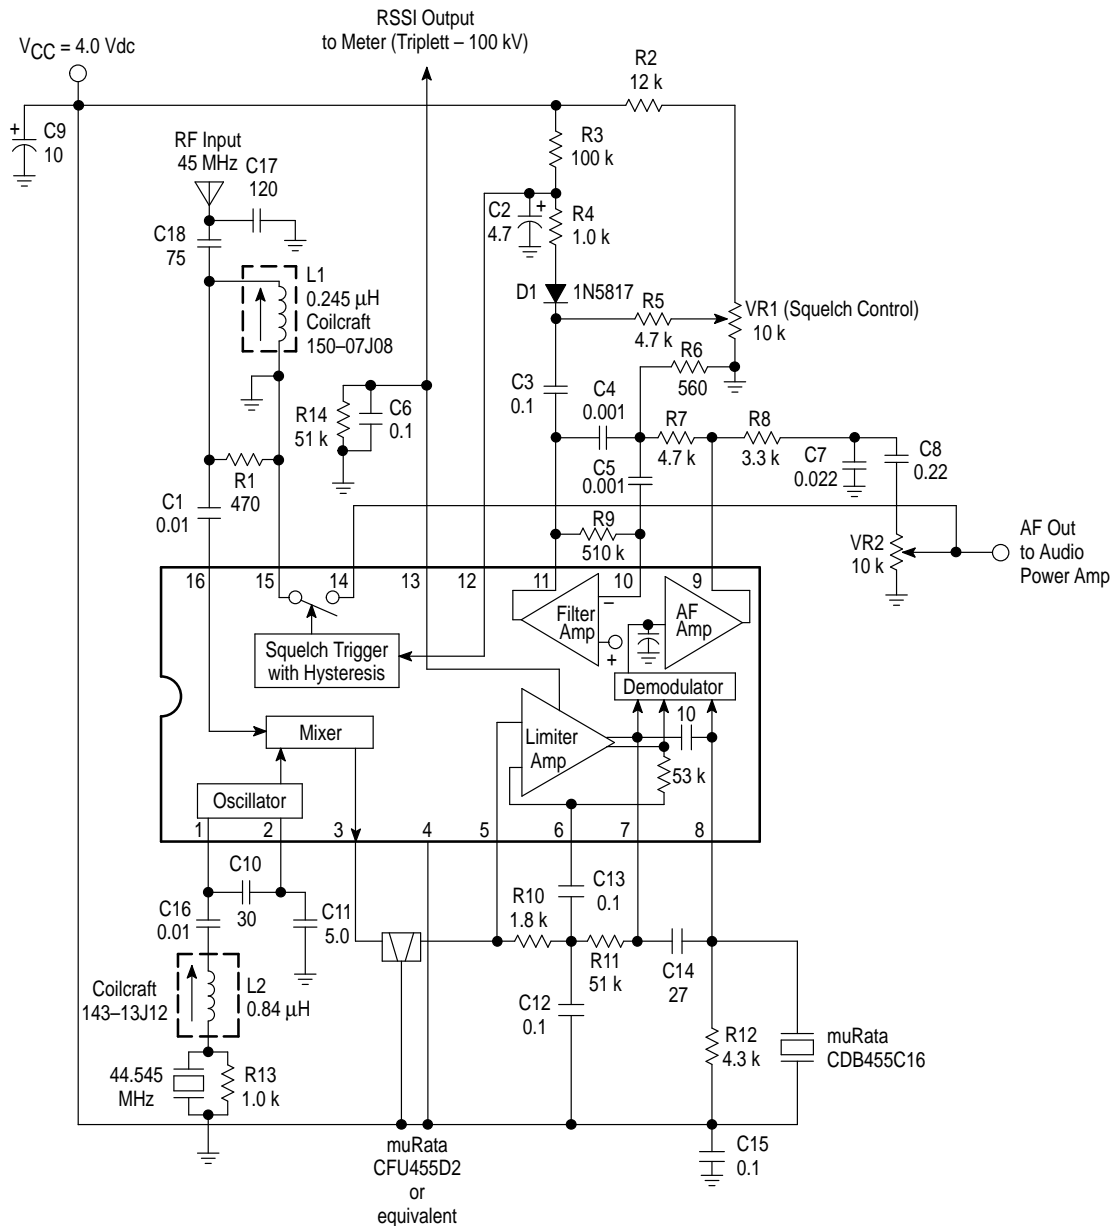 RSSI Output
to Meter (Triplett – 100 kV)
VCC = 4.0 Vdc
R2
12 k
+
C9
10
RF Input
45 MHz
C17
120
R3
100 k
C18
75
C2
4.7
+
R4
1.0 k
L1
0.245 µH
Coilcraft
150–07J08
D1
1N5817
R5
4.7 k
VR1 (Squelch Control)
10 k
R6
560
C3
0.1
C4
0.001
R14
51 k
C6
0.1
R7
4.7 k
R8
3.3 k
C7
0.022
C8
0.22
R1
470
C5
0.001
C1
0.01
R9
510 k
VR2
10 k
AF Out
to Audio
Power Amp
16
15
14
13
12
11
10
9
Filter
Amp
–
+
AF
Amp
Squelch Trigger
with Hysteresis
Demodulator
10
Mixer
Limiter
Amp
53 k
Oscillator
1
2
3
4
5
6
7
8
C10
30
C16
0.01
C11
5.0
R10
1.8 k
C13
0.1
R11
51 k
C14
27
Coilcraft
143–13J12
L2
0.84 µH
C12
0.1
R12
4.3 k
muRata
CDB455C16
44.545
MHz
R13
1.0 k
muRata
CFU455D2
or
equivalent
C15
0.1